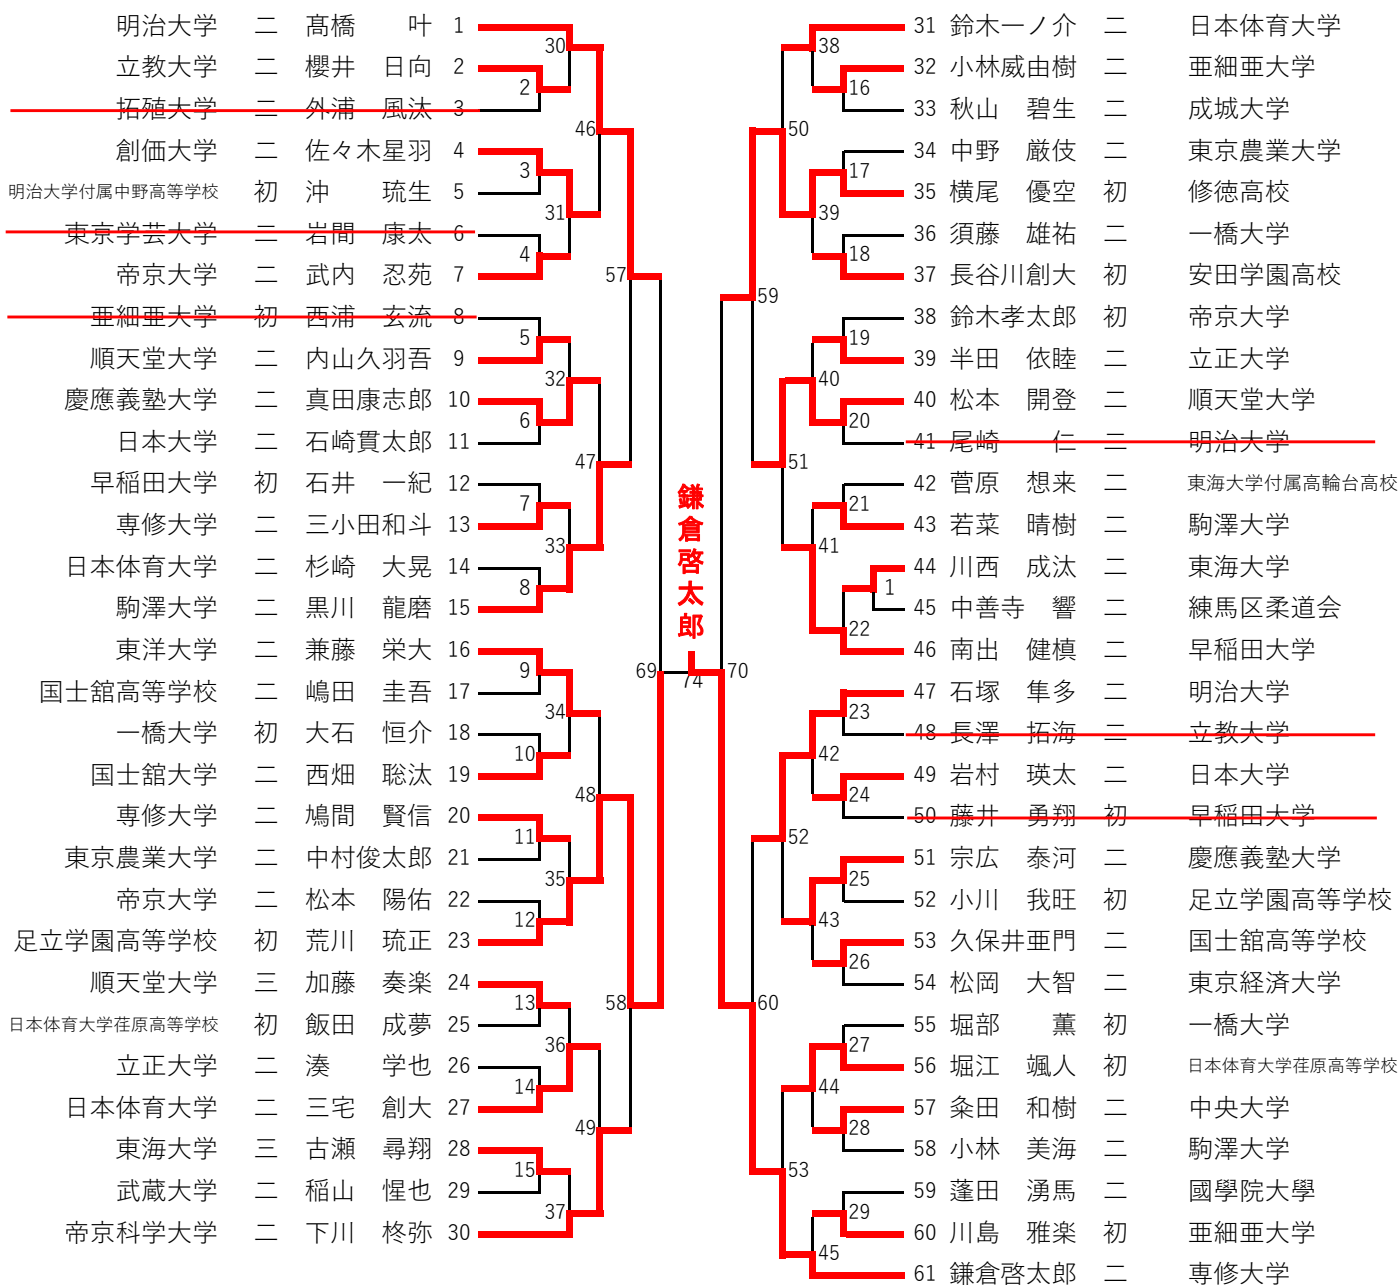 明治大学 二 髙橋 叶 1
立教大学 二 櫻井 日向 2
拓殖大学 二 外浦 風汰 3
創価大学 二 佐々木星羽 4
明治大学付属中野高等学校 初 沖 琉生 5
東京学芸大学 二 岩間 康太 6
帝京大学 二 武内 忍苑 7
亜細亜大学 初 西浦 玄流 8
順天堂大学 二 内山久羽吾 9
慶應義塾大学 二 真田康志郎 10
日本大学 二 石崎貫太郎 11
早稲田大学 初 石井 一紀 12
専修大学 二 三小田和斗 13
日本体育大学 二 杉崎 大晃 14
駒澤大学 二 黒川 龍磨 15
東洋大学 二 兼藤 栄大 16
国士舘高等学校 二 嶋田 圭吾 17
一橋大学 初 大石 恒介 18
国士舘大学 二 西畑 聡汰 19
専修大学 二 鳩間 賢信 20
東京農業大学 二 中村俊太郎 21
帝京大学 二 松本 陽佑 22
足立学園高等学校 初 荒川 琉正 23
順天堂大学 三 加藤 奏楽 24
日本体育大学荏原高等学校 初 飯田 成夢 25
立正大学 二 湊 学也 26
日本体育大学 二 三宅 創大 27
東海大学 三 古瀬 尋翔 28
武蔵大学 二 稲山 惺也 29
帝京科学大学 二 下川 柊弥 30
30
2
46
3
31
4
57
5
32
6
47
7
33
8
9
34
10
48
11
35
12
13
58
36
14
49
15
37
69
鎌倉啓太郎
74
70
38
16
50
17
39
18
59
19
40
20
51
21
41
1
22
23
42
24
52
25
43
26
60
27
44
28
53
29
45
31 鈴木一ノ介 二 日本体育大学
32 小林威由樹 二 亜細亜大学
33 秋山 碧生 二 成城大学
34 中野 厳伎 二 東京農業大学
35 横尾 優空 初 修徳高校
36 須藤 雄祐 二 一橋大学
37 長谷川創大 初 安田学園高校
38 鈴木孝太郎 初 帝京大学
39 半田 依睦 二 立正大学
40 松本 開登 二 順天堂大学
41 尾崎 仁 二 明治大学
42 菅原 想来 二 東海大学付属高輪台高校
43 若菜 晴樹 二 駒澤大学
44 川西 成汰 二 東海大学
45 中善寺 響 二 練馬区柔道会
46 南出 健槙 二 早稲田大学
47 石塚 隼多 二 明治大学
48 長澤 拓海 二 立教大学
49 岩村 瑛太 二 日本大学
50 藤井 勇翔 初 早稲田大学
51 宗広 泰河 二 慶應義塾大学
52 小川 我旺 初 足立学園高等学校
53 久保井亜門 二 国士舘高等学校
54 松岡 大智 二 東京経済大学
55 堀部 薫 初 一橋大学
56 堀江 颯人 初 日本体育大学荏原高等学校
57 粂田 和樹 二 中央大学
58 小林 美海 二 駒澤大学
59 蓬田 湧馬 二 國學院大學
60 川島 雅楽 初 亜細亜大学
61 鎌倉啓太郎 二 専修大学